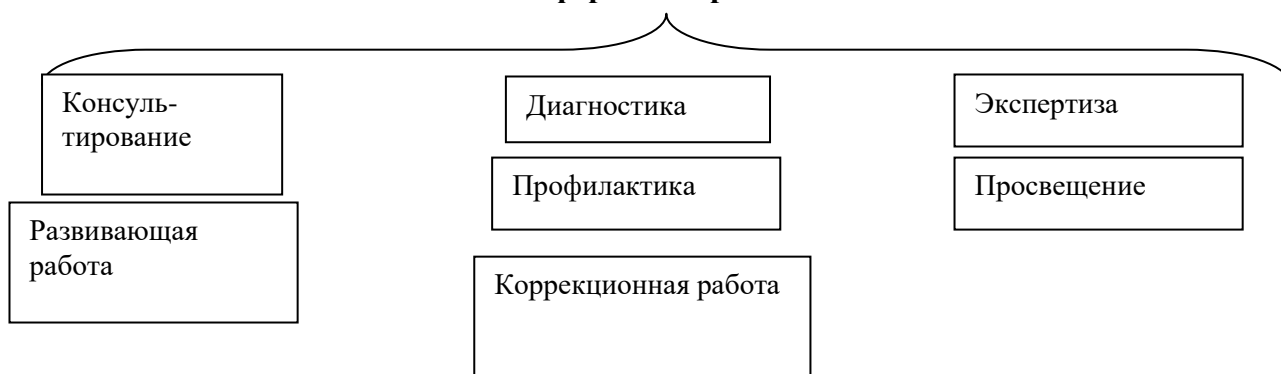 Консуль-
тирование
Диагностика
Экспертиза
Профилактика
Просвещение
Развивающая
работа
Коррекционная работа